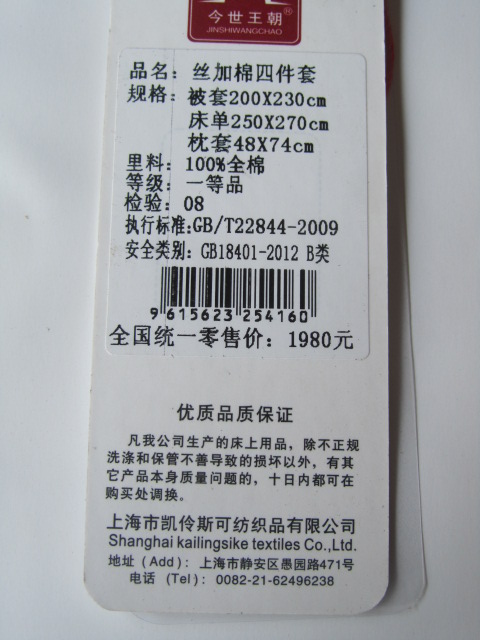 今世王朝®
JINSHIWANGCHAO
品名：丝加棉四件套
规格：被套200X230cm
床单250X270cm
枕套48X74cm
里料：100%全棉
等级：一等品
检验：08
执行标准:GB/T22844-2009
安全类别：GB18401-2012 B类
9 615623 254160
全国统一零售价：1980元
优质品质保证
凡我公司生产的床上用品，除不正规
洗涤和保管不善导致的损坏以外，有其
它产品本身质量问题的，十日内都可在
购买处调换。
上海市凯伶斯可纺织品有限公司
Shanghai kailingsike textiles Co.,Ltd.
地址（Add）：上海市静安区愚园路471号
电话（Tel）：0082-21-62496238